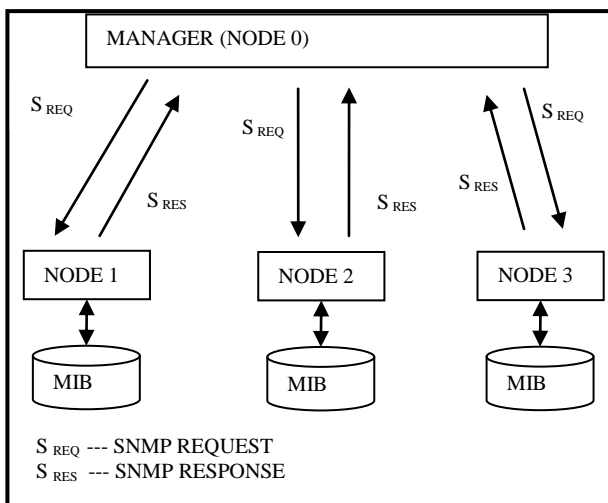 MANAGER (NODE 0)
S REQ
S REQ
S REQ
S RES
S RES
S RES
NODE 1
NODE 2
NODE 3
MIB
MIB
MIB
S REQ --- SNMP REQUEST
S RES --- SNMP RESPONSE